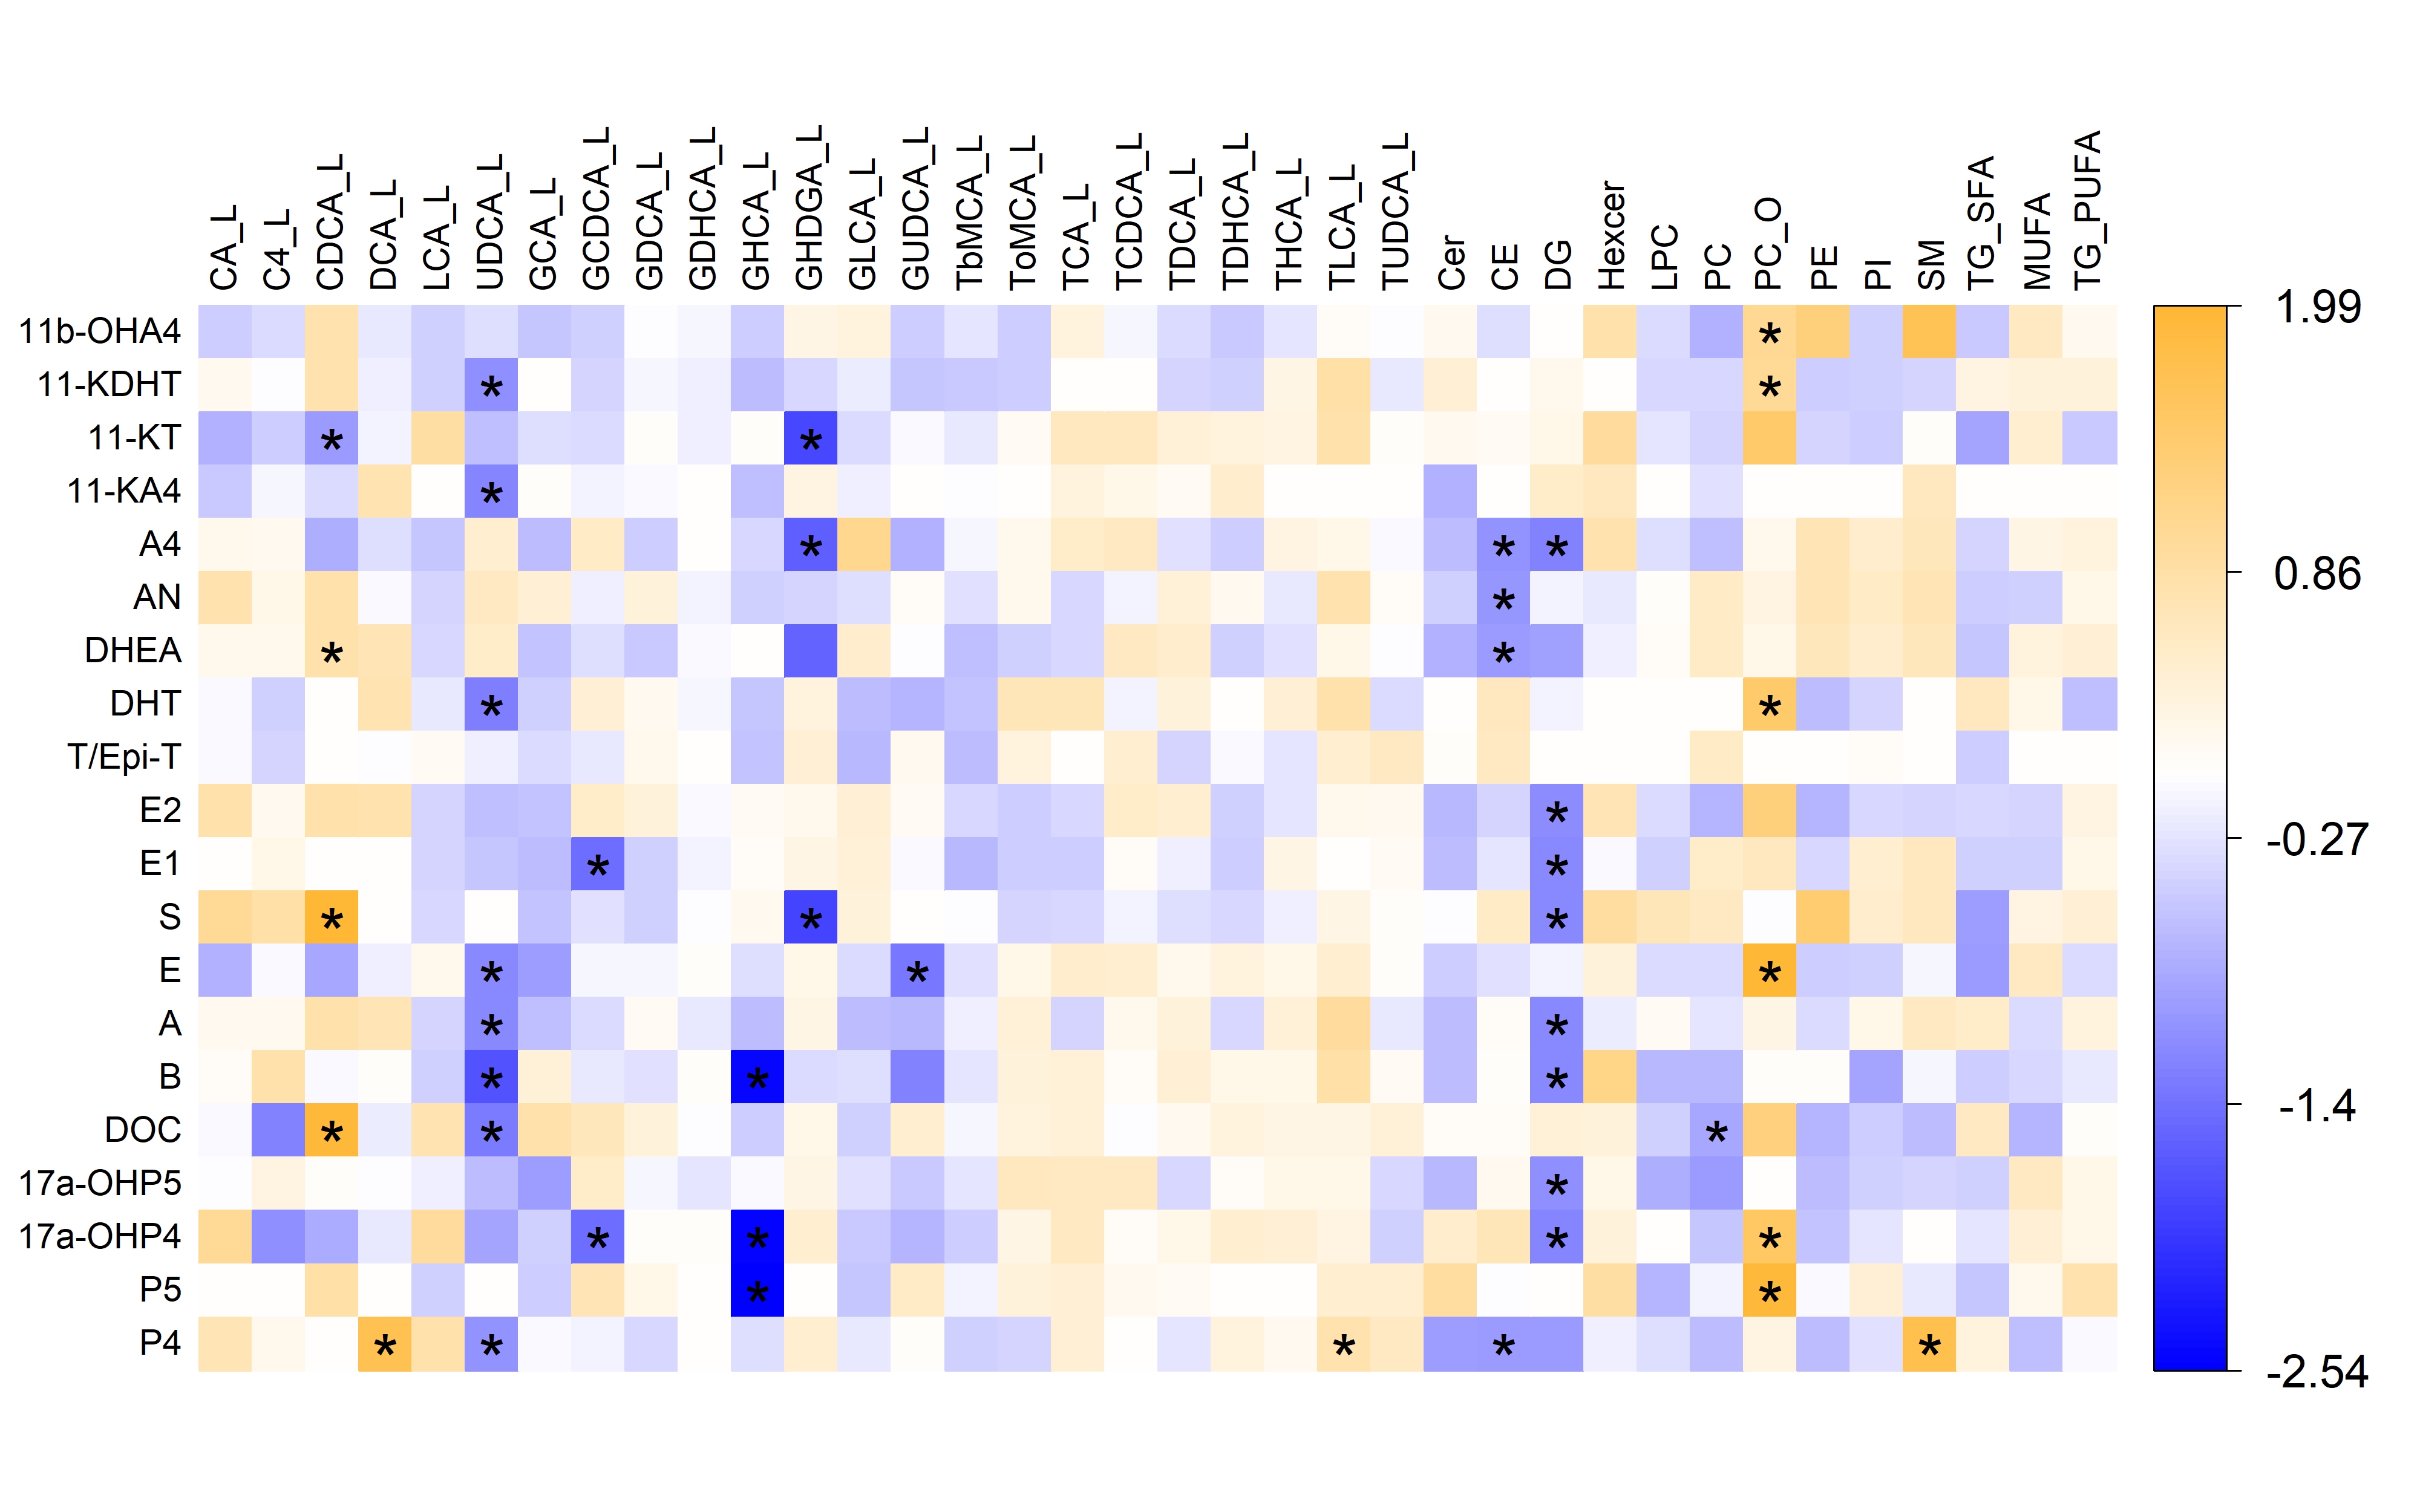 CA_L
C4_L
CDCA_L
DCA_L
LCA_L
UDCA_L
GCA_L
GCDCA_L
GDCA_L
GDHCA_L
GHCA_L
GHDGA_L
GLCA_L
GUDCA_L
TbMCA_L
ToMCA_L
TCA_L
TCDCA_L
TDCA_L
TDHCA_L
THCA_L
TLCA_L
TUDCA_L
Cer
CE
DG
Hexcer
LPC
PC
PC_O
PE
PI
SM
TG_SFA
MUFA
TG_PUFA
11b-OHA4 * 
11-KDHT * *
11-KT * *
11-KA4 *
A4 * * *
AN *
DHEA * *
DHT * *
T/Epi-T
E2 *
E1 * *
S * * *
E * * *
A * *
B * * *
DOC * * *
17a-OHP5 *
17a-OHP4 * * * *
P5 * *
P4 * * * * *
1.99
0.86
-0.27
-1.4
-2.54